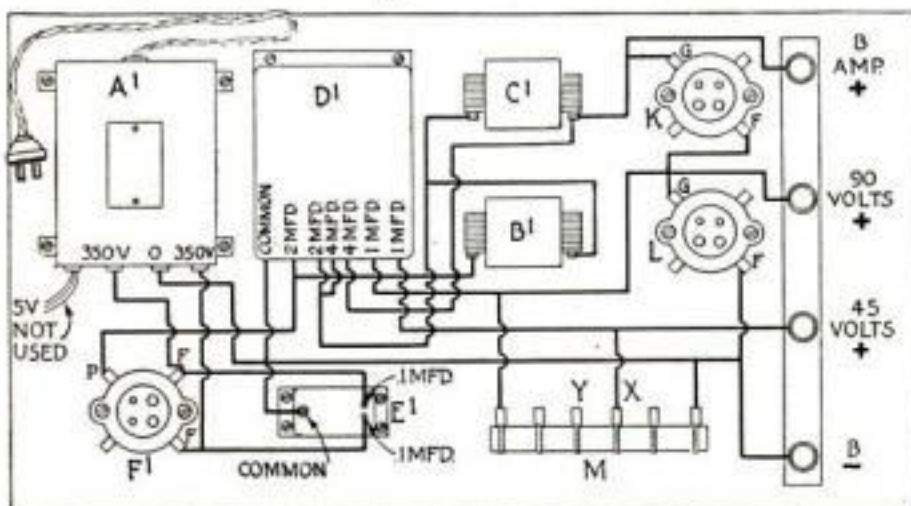 A1
D1
C1
B1
G
K
F
G
L
F
B
AMP.
+
90
VOLTS
+
45
VOLTS
+
B
COMMON
2 MFD.
2 MFD.
4 MFD.
4 MFD.
1 MFD.
1 MFD.
350V O 350V
5V
NOT
USED
P
F
F
F1
.1MFD.
E1
.1MFD.
COMMON
Y X
M